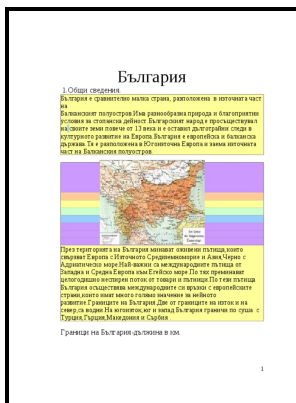 България
1.Общи сведения.
България е сравнително малка страна, разположена в източната част
на
Балканският полуостров.Има разнообразна природа и благоприятни
условия за стопанска дейност. Българският народ е просъществувал
на своите земи повече от 13 века и е оставил дълготрайни следи в
културното развитие на Европа.България е европейска и балканска
държава.Тя е разположена в Югоизточна Европа и заема източната
част на Балканския полуостров
През територията на България минават оживени пътища,които
свързват Европа с Източното Средиземноморие и Азия,Черно с
Адриатическо море.Най-важни са международните пътища от
Западна и Средна Европа към Егейско море.По тях преминават
целогодишно нестирен поток от товари и пътници.По тези пътища
България осъществява международните си връзки с европейските
страни,които имат много голямо значение за нейното
развитие.Границите на България.Две от границите на изток и на
север,са водни.На югоизток,юг и запад България граничи по суша с
Турция,Гърция,Македония и Сърбия
Граници на България-дължина в км.
1